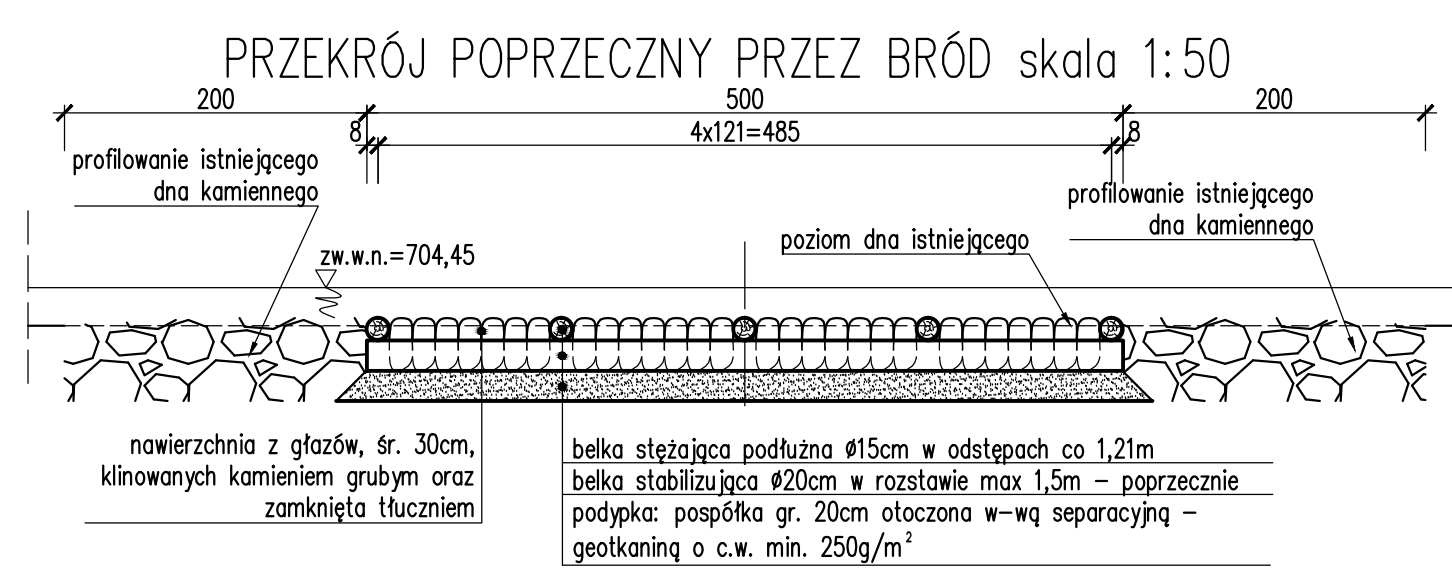 PRZEKRÓJ POPRZECZNY PRZEZ BRÓD skala 1:50
200
500
200
8
4x121=485
8
profilowanie istniejącego
dna kamiennego
profilowanie istniejącego
dna kamiennego
poziom dna istniejącego
zw.w.n.=704,45
nawierzchnia z głazów, śr. 30cm,
klinowanych kamieniem grubym oraz
zamknięta tłuczniem
belka stężająca podłużna Ø15cm w odstępach co 1,21m
belka stabilizująca Ø20cm w rozstawie max 1,5m – poprzecznie
podypka: pospółka gr. 20cm otoczona w–wą separacyjną –
geotkaniną o c.w. min. 250g/m²